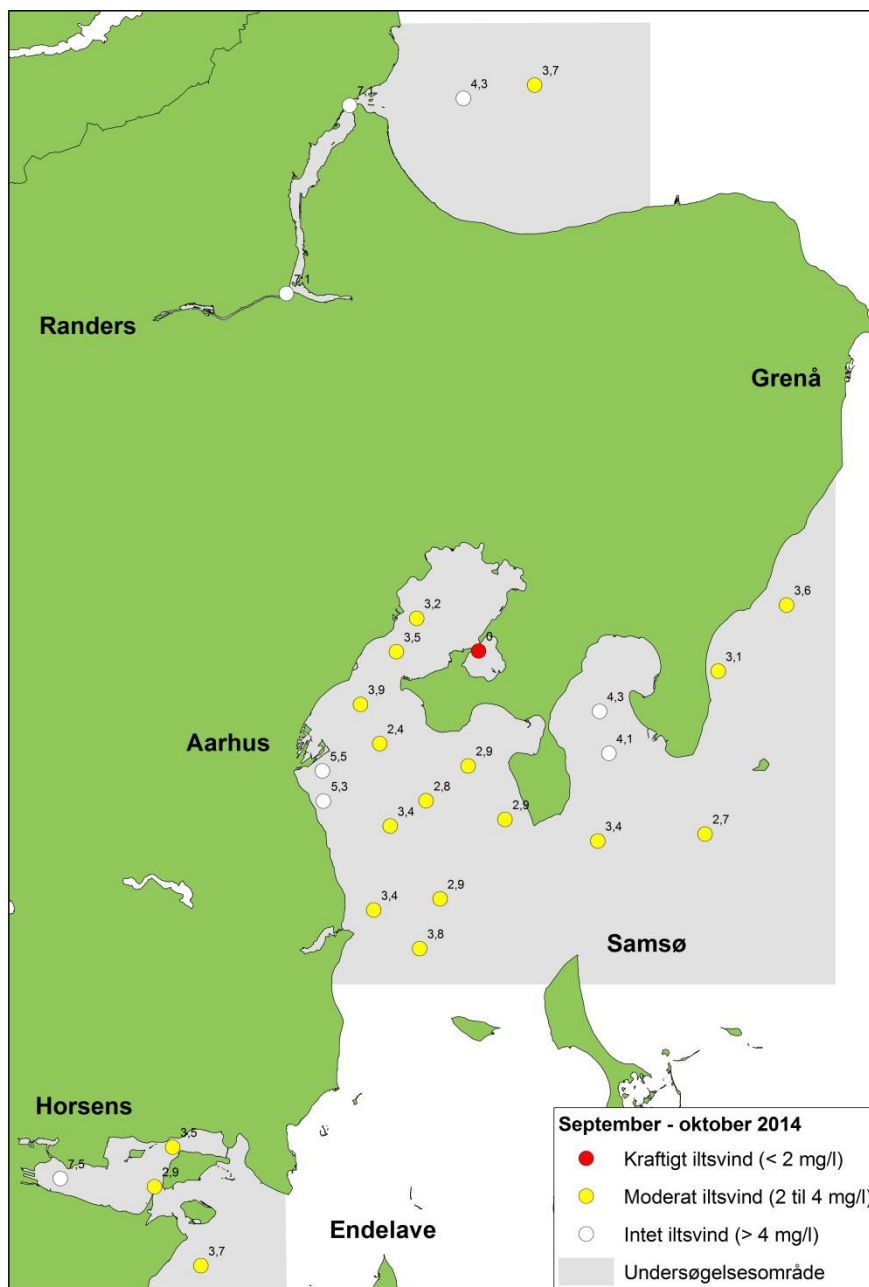 3,7
4,3
7,1
7,1
Randers
Grenå
3,6
3,2
0
3,5
3,1
3,9
4,3
Aarhus
2,4
4,1
5,5
2,9
5,3
2,8
2,9
3,4
2,7
3,4
2,9
3,4
3,8
Samsø
Horsens
3,5
7,5
2,9
3,7
Endelave
September - oktober 2014
Kraftigt iltsvind (< 2 mg/l)
Moderat iltsvind (2 til 4 mg/l)
Intet iltsvind (> 4 mg/l)
Undersøgelsesområde